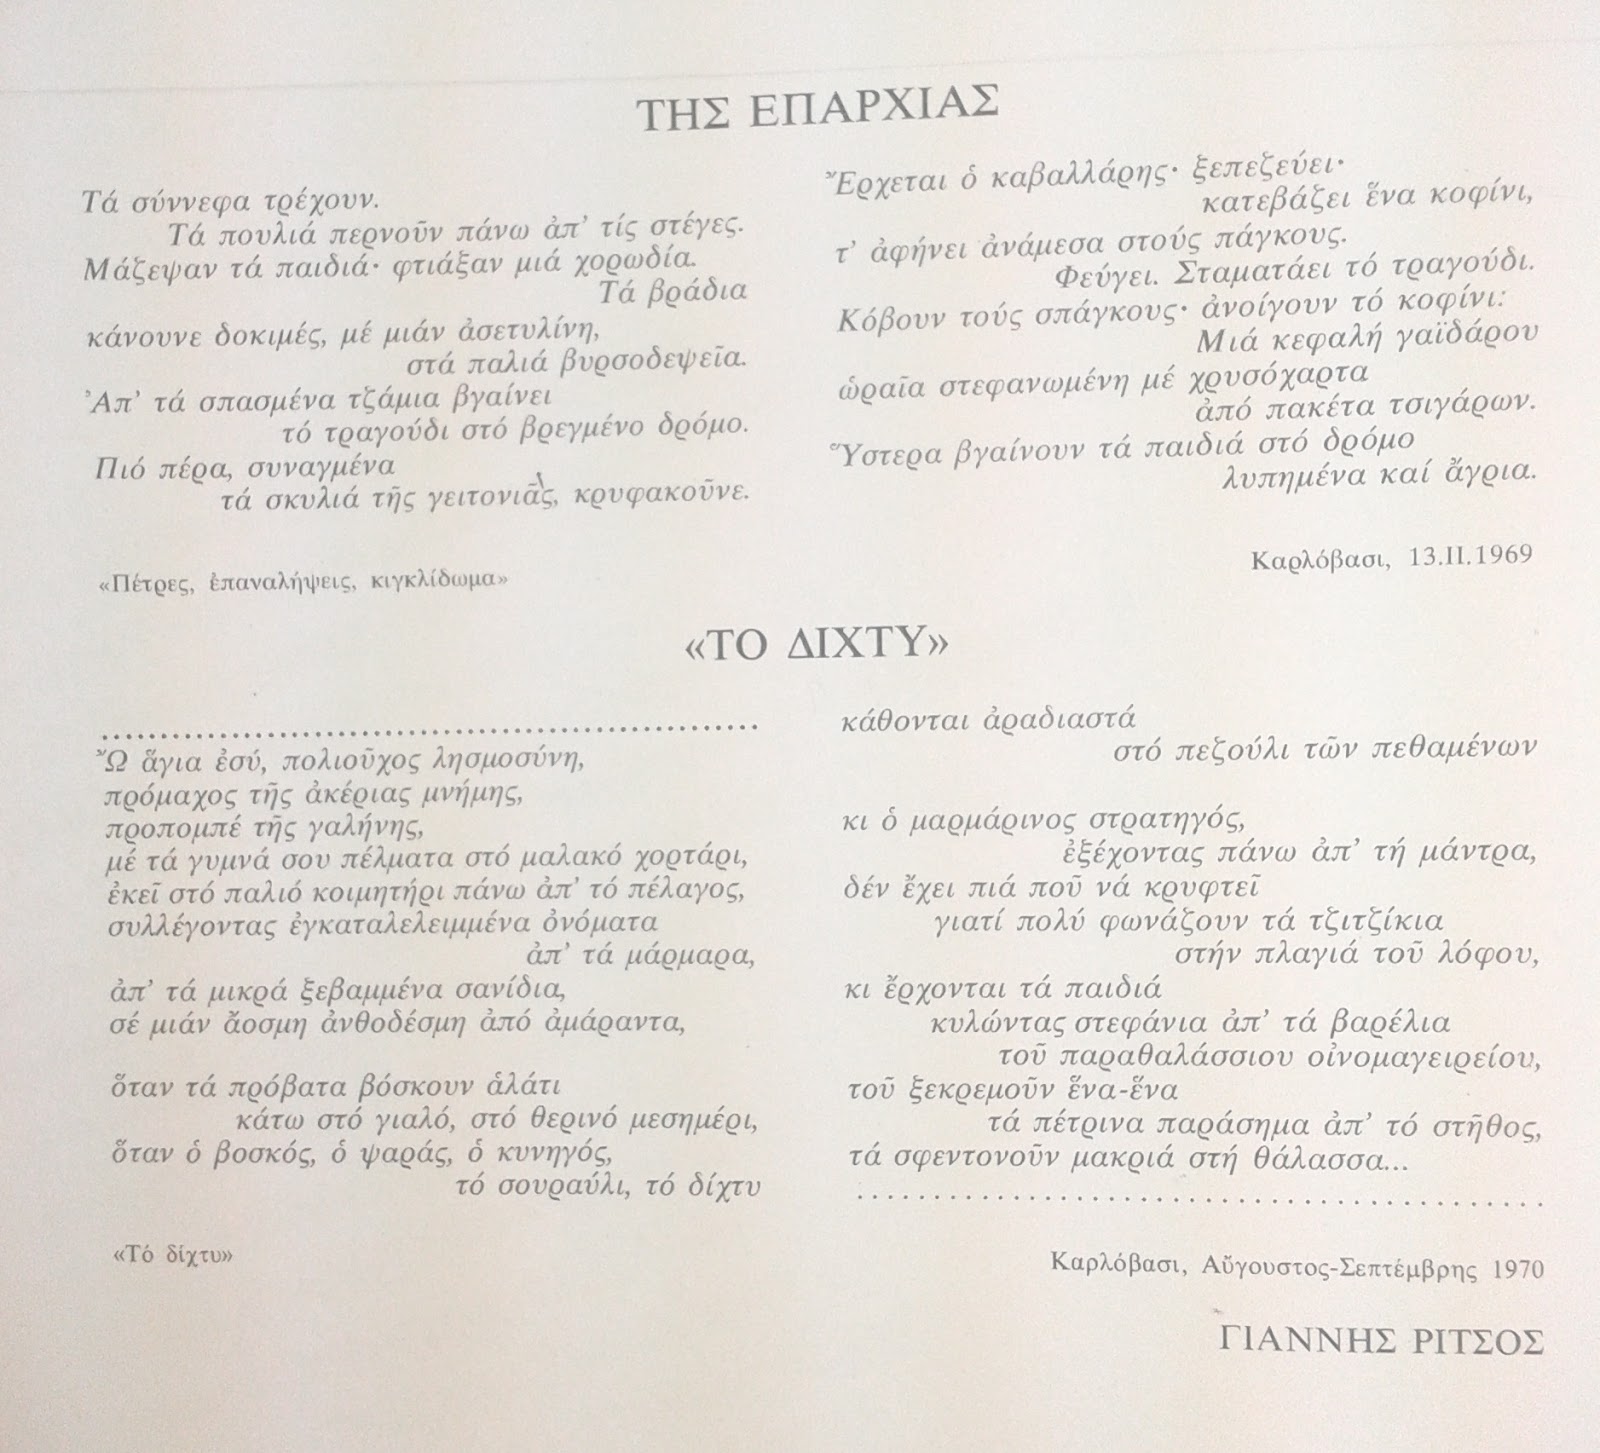 ΤΗΣ ΕΠΑΡΧΙΑΣ
Τά σύννεφα τρέχουν.
Τά πουλιά περνοῦν πάνω ἀπ’ τίς στέγες.
Μάζεψαν τά παιδιά· φτιάξαν μιά χορωδία.
Τά βράδια
κάνουνε δοκιμές, μέ μιάν ἀσετυλίνη,
στά παλιά βυρσοδεψεῖα.
Ἀπ’ τά σπασμένα τζάμια βγαίνει
τό τραγούδι στό βρεγμένο δρόμο.
Πιό πέρα, συναγμένα
τά σκυλιά τῆς γειτονιᾶς, κρυφακοῦνε.
Ἔρχεται ὁ καβαλλάρης· ξεπεζεύει·
κατεβάζει ἕνα κοφίνι,
τ’ ἀφήνει ἀνάμεσα στούς πάγκους.
Φεύγει. Σταματάει τό τραγούδι.
Κόβουν τούς σπάγκους· ἀνοίγουν τό κοφίνι:
Μιά κεφαλή γαϊδάρου
ὡραῖα στεφανωμένη μέ χρυσόχαρτα
ἀπό πακέτα τσιγάρων.
Ὕστερα βγαίνουν τά παιδιά στό δρόμο
λυπημένα καί ἄγρια.
«Πέτρες, ἐπαναλήψεις, κιγκλίδωμα»
Καρλόβασι, 13.ΙΙ.1969
«ΤΟ ΔΙΧΤΥ»
......................................................
Ὤ ἅγια ἐσύ, πολιοῦχος λησμοσύνη,
πρόμαχος τῆς ἀκέριας μνήμης,
προπομπέ τῆς γαλήνης,
μέ τά γυμνά σου πέλματα στό μαλακό χορτάρι,
ἐκεῖ στό παλιό κοιμητήρι πάνω ἀπ’ τό πέλαγος,
συλλέγοντας ἐγκαταλελειμμένα ὀνόματα
ἀπ’ τά μάρμαρα,
ἀπ’ τά μικρά ξεβαμμένα σανίδια,
σέ μιάν ἄοσμη ἀνθοδέσμη ἀπό ἀμάραντα,
ὅταν τά πρόβατα βόσκουν ἁλάτι
κάτω στό γιαλό, στό θερινό μεσημέρι,
ὅταν ὁ βοσκός, ὁ ψαράς, ὁ κυνηγός,
τό σουραύλι, τό δίχτυ
κάθονται ἀραδιαστά
στό πεζούλι τῶν πεθαμένων
κι ὁ μαρμάρινος στρατηγός,
ἐξέχοντας πάνω ἀπ’ τή μάντρα,
δέν ἔχει πιά ποῦ νά κρυφτεῖ
γιατί πολύ φωνάζουν τά τζιτζίκια
στήν πλαγιά τοῦ λόφου,
κι ἔρχονται τά παιδιά
κυλώντας στεφάνια ἀπ’ τά βαρέλια
τοῦ παραθαλάσσιου οἰνομαγειρείου,
τοῦ ξεκρεμοῦν ἕνα-ἕνα
τά πέτρινα παράσημα ἀπ’ τό στῆθος,
τά σφεντονοῦν μακριά στή θάλασσα...
..............................................
«Τό δίχτυ»
Καρλόβασι, Αὔγουστος-Σεπτέμβρης 1970
ΓΙΑΝΝΗΣ ΡΙΤΣΟΣ